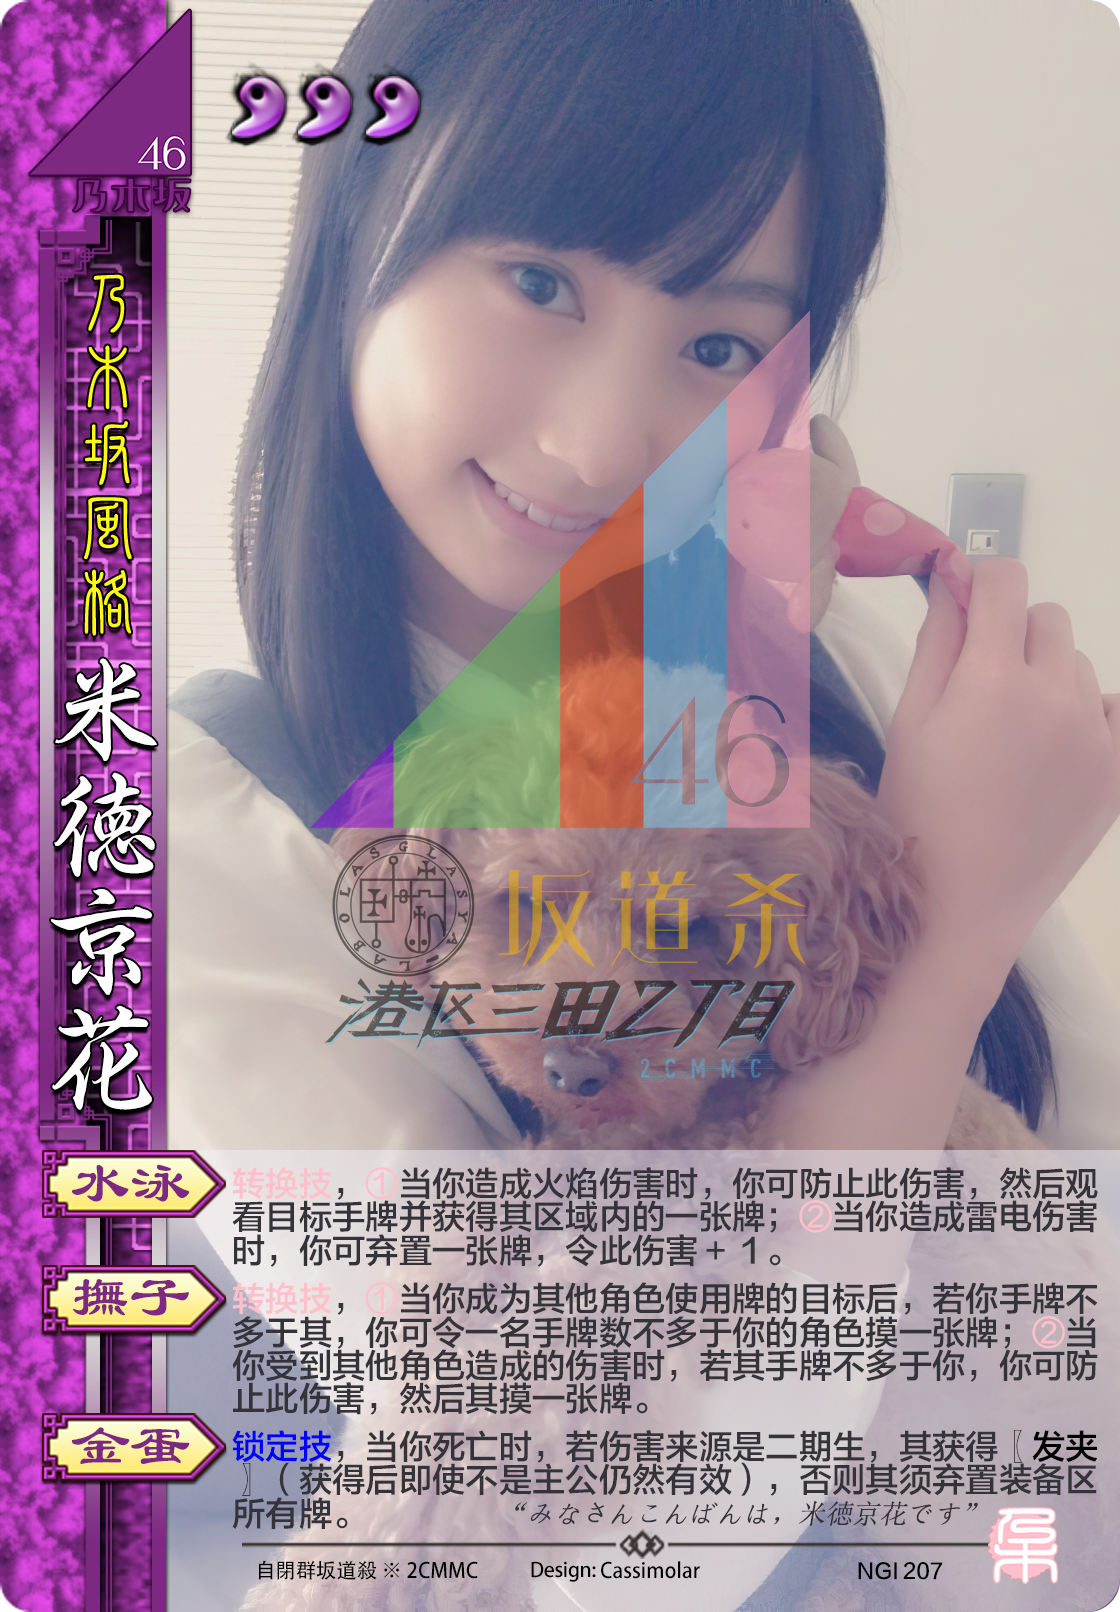 46
乃木坂
乃木坂風格
米徳京花
46
GLASYA-LABOLAS
坂道杀
港区三田2丁目
2CMMC
水泳
转换技，①当你造成火焰伤害时，你可防止此伤害，然后观
看目标手牌并获得其区域内的一张牌；②当你造成雷电伤害
时，你可弃置一张牌，令此伤害＋１。
撫子
转换技，①当你成为其他角色使用牌的目标后，若你手牌不
多于其，你可令一名手牌数不多于你的角色摸一张牌；②当
你受到其他角色造成的伤害时，若其手牌不多于你，你可防
止此伤害，然后其摸一张牌。
金蛋
锁定技，当你死亡时，若伤害来源是二期生，其获得〖发夹
〗（获得后即使不是主公仍然有效），否则其须弃置装备区
所有牌。
“みなさんこんばんは，米徳京花です”
自閉群坂道殺 ※ 2CMMC
Design: Cassimolar
NGI 207